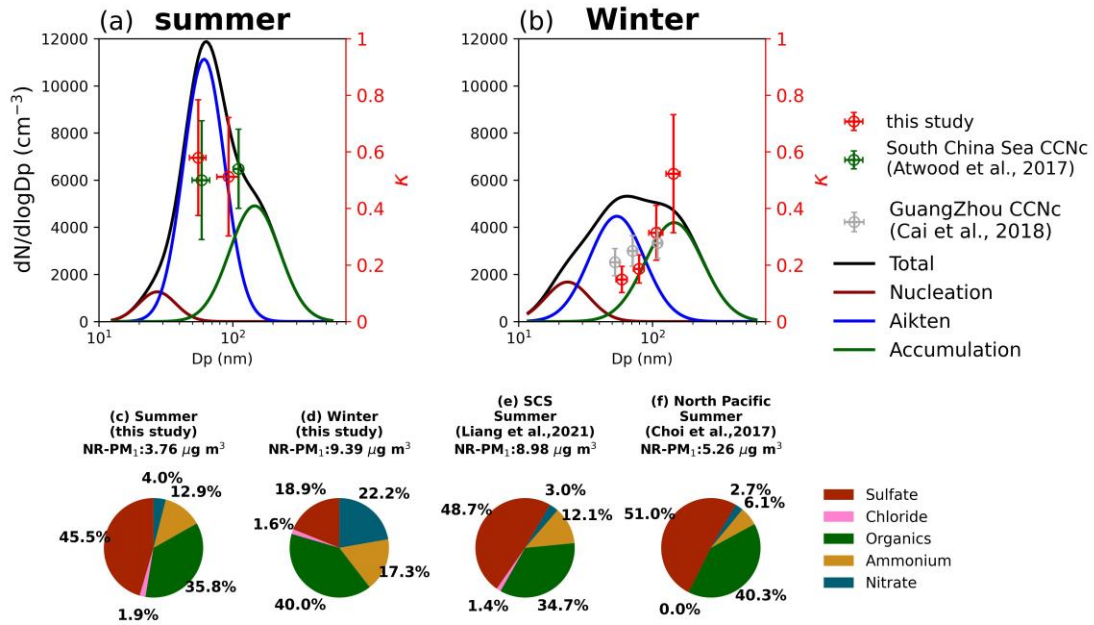 (a) summer
12000
10000
8000
6000
4000
2000
0
dN/dlogDp (cm⁻³)
10¹
10²
Dp (nm)
1
0.8
0.6
0.4
0.2
0
κ
(b) Winter
12000
10000
8000
6000
4000
2000
0
10¹
10²
Dp (nm)
1
0.8
0.6
0.4
0.2
0
κ
this study
South China Sea CCNc
(Atwood et al., 2017)
GuangZhou CCNc
(Cai et al., 2018)
Total
Nucleation
Aikten
Accumulation
(c) Summer
(this study)
NR-PM₁:3.76 μg m³
4.0%
12.9%
45.5%
35.8%
1.9%
(d) Winter
(this study)
NR-PM₁:9.39 μg m³
18.9%
22.2%
1.6%
17.3%
40.0%
(e) SCS
Summer
(Liang et al.,2021)
NR-PM₁:8.98 μg m³
48.7%
3.0%
12.1%
1.4%
34.7%
(f) North Pacific
Summer
(Choi et al.,2017)
NR-PM₁:5.26 μg m³
51.0%
2.7%
6.1%
0.0%
40.3%
Sulfate
Chloride
Organics
Ammonium
Nitrate